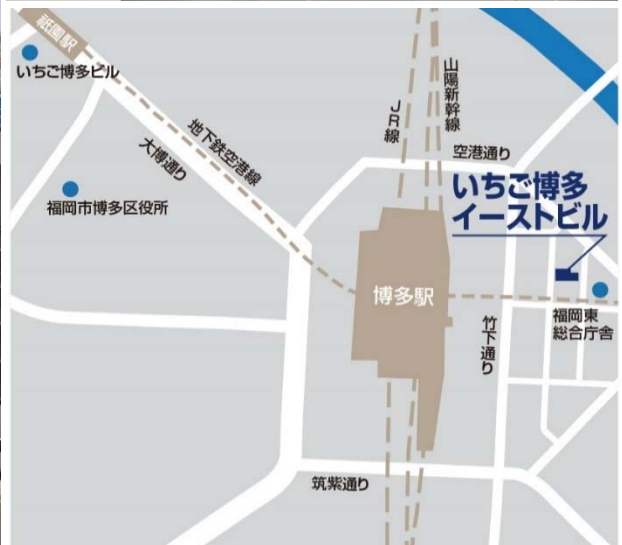 祇園駅
いちご博多ビル
地下鉄空港線
大博通り
福岡市博多区役所
JR線
山陽新幹線
空港通り
いちご博多
イーストビル
博多駅
竹下通り
福岡東
総合庁舎
筑紫通り